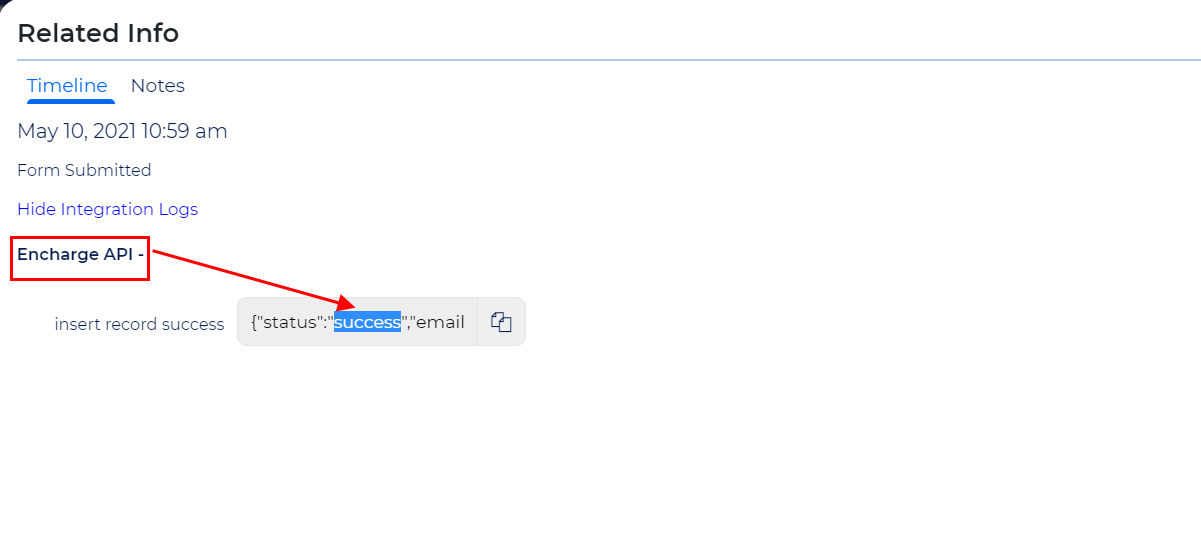 Related Info
Timeline Notes
May 10, 2021 10:59 am
Form Submitted
Hide Integration Logs
Encharge API -
insert record success {"status":"success","email